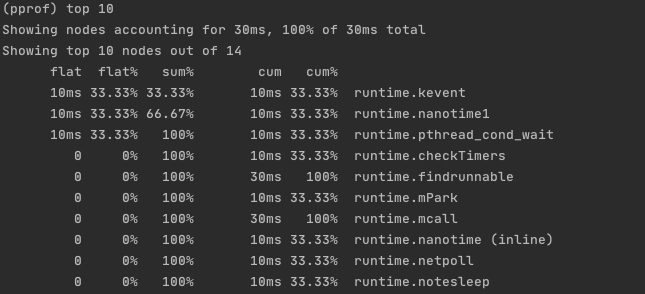 (pprof) top 10
Showing nodes accounting for 30ms, 100% of 30ms total
Showing top 10 nodes out of 14
      flat  flat%   sum%        cum   cum%
      10ms 33.33% 33.33%       10ms 33.33%  runtime.kevent
      10ms 33.33% 66.67%       10ms 33.33%  runtime.nanotime1
      10ms 33.33%   100%       10ms 33.33%  runtime.pthread_cond_wait
         0     0%   100%       10ms 33.33%  runtime.checkTimers
         0     0%   100%       30ms   100%  runtime.findrunnable
         0     0%   100%       10ms 33.33%  runtime.mPark
         0     0%   100%       30ms   100%  runtime.mcall
         0     0%   100%       10ms 33.33%  runtime.nanotime (inline)
         0     0%   100%       10ms 33.33%  runtime.netpoll
         0     0%   100%       10ms 33.33%  runtime.notesleep